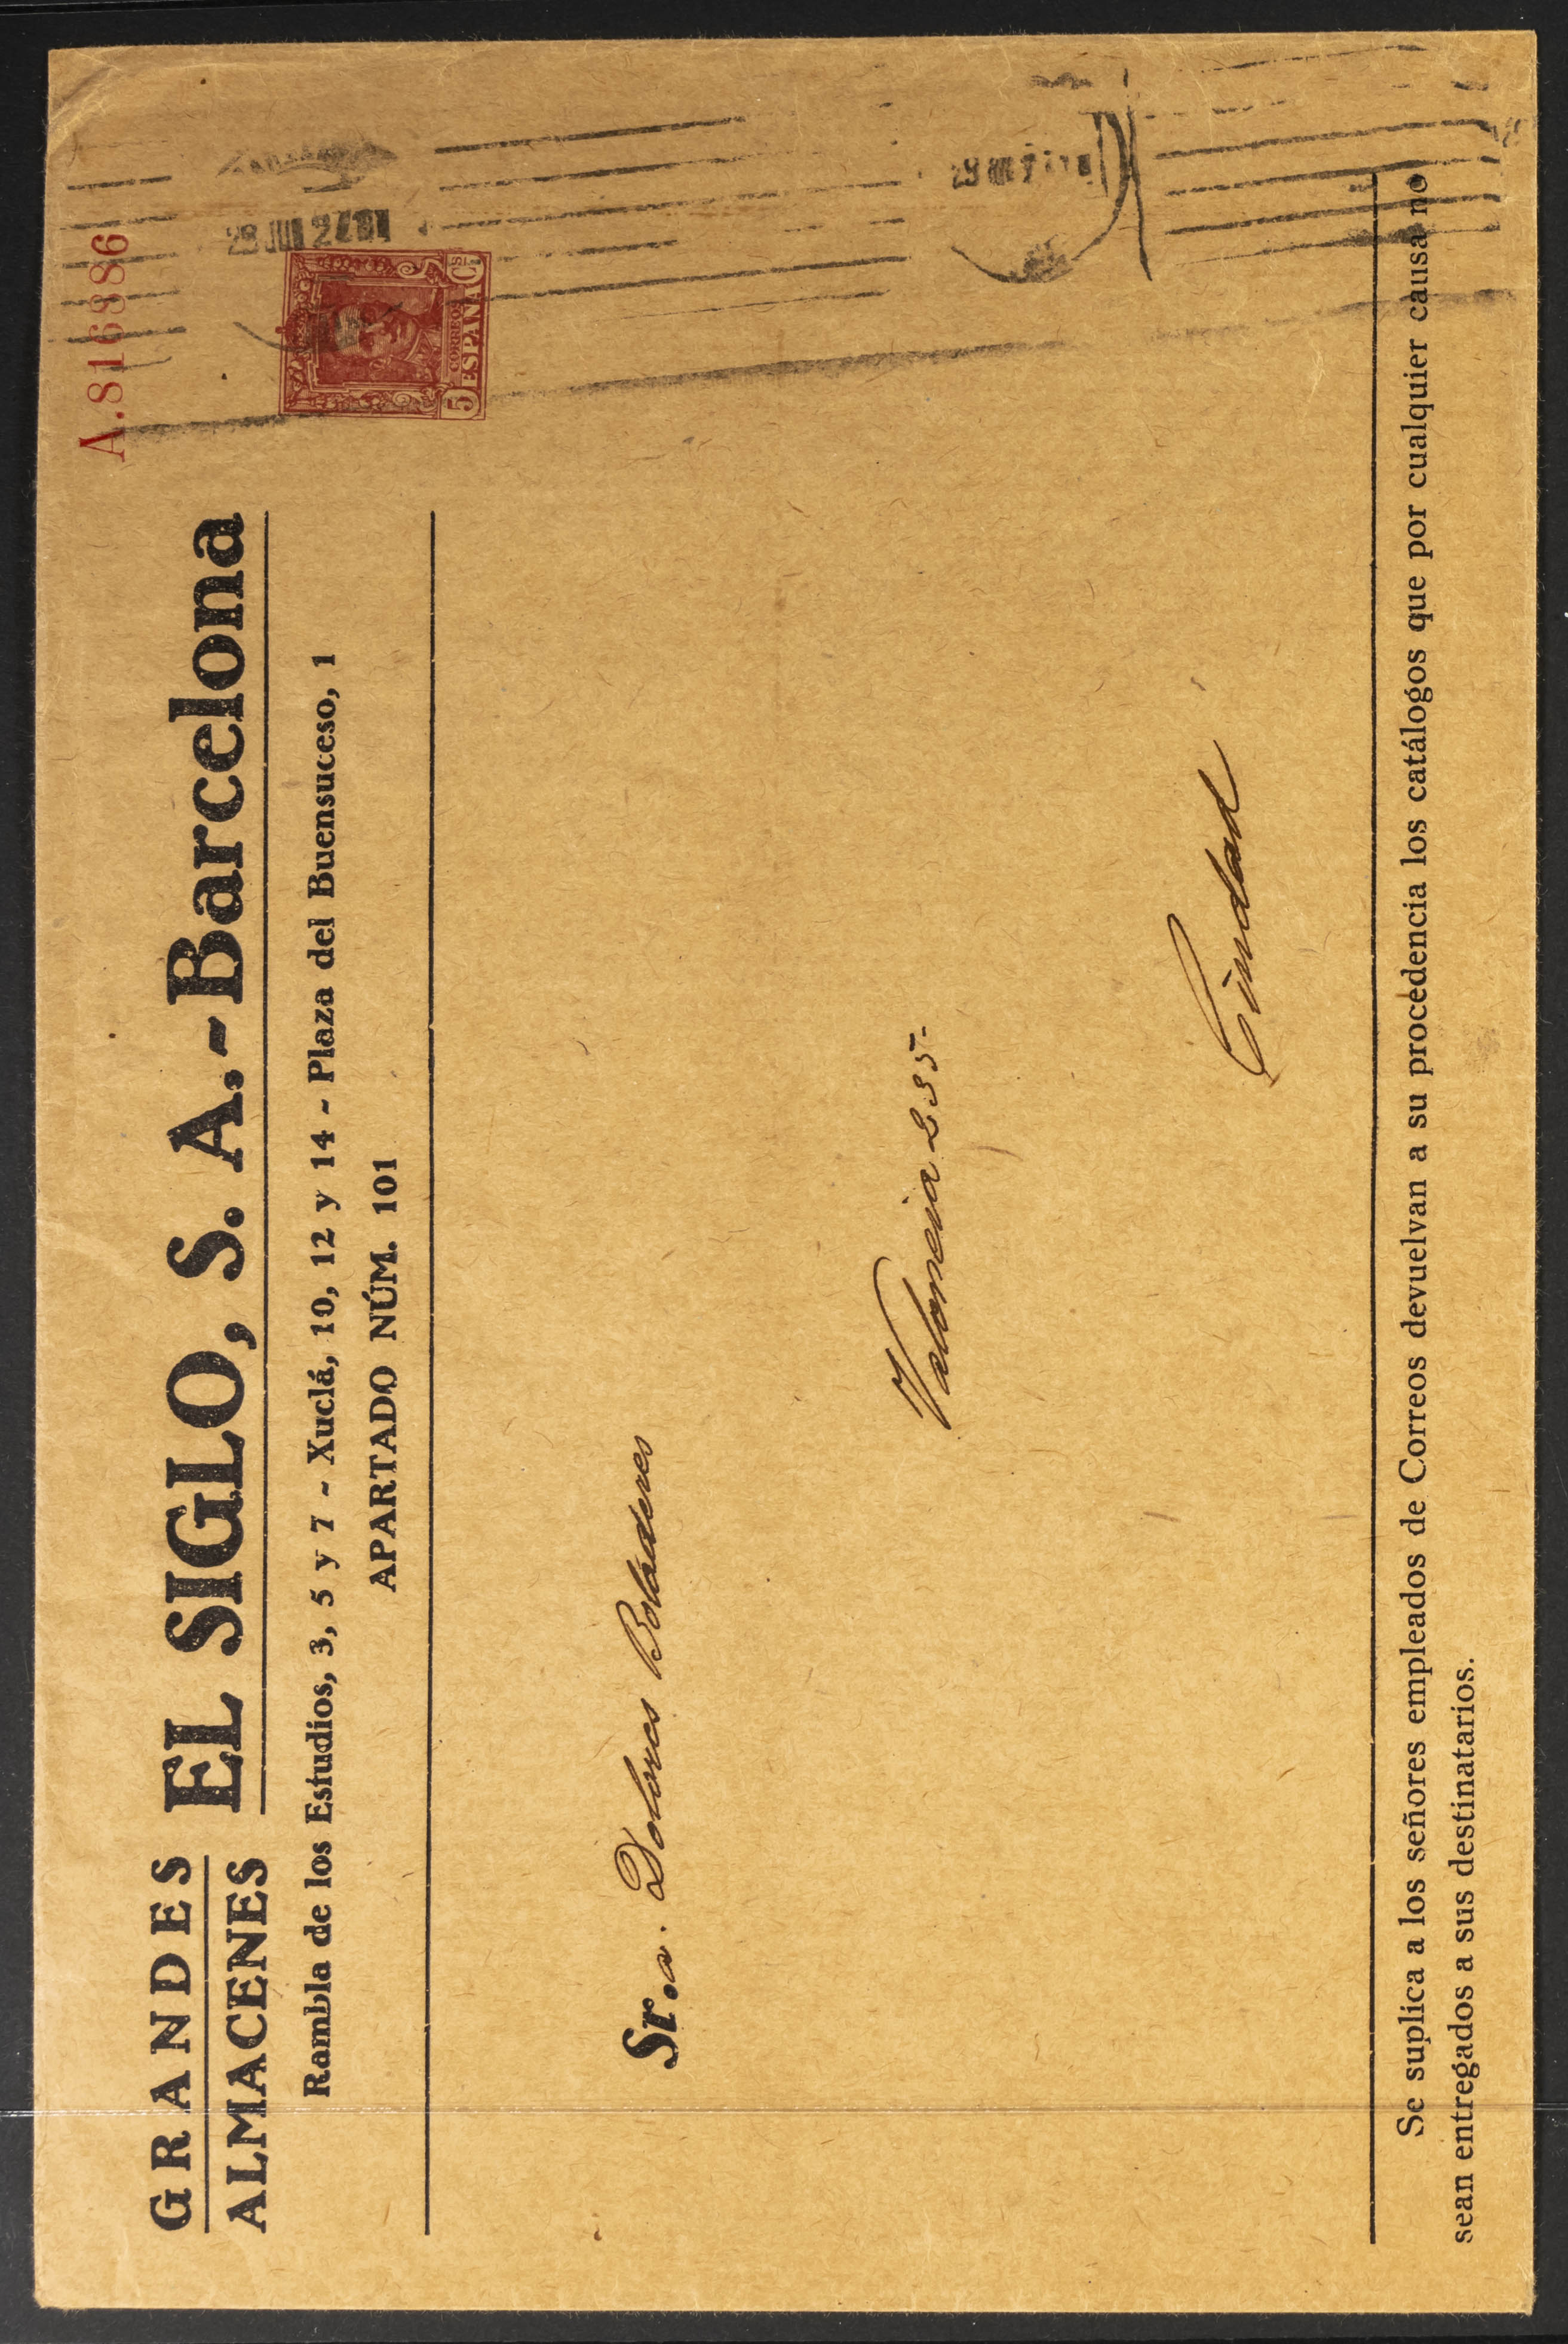 A.816886
GRANDES
ALMACENES
EL SIGLO, S. A.-Barcelona
Rambla de los Estudios, 3, 5 y 7 - Xuclá, 10, 12 y 14 - Plaza del Buensuceso, 1
APARTADO NÚM. 101
5 CORREOS Cs
ESPAÑA
Sr.a. Dolores Boladeres
Valencia 235-
Ciudad
Se suplica a los señores empleados de Correos devuelvan a su procedencia los catálogos que por cualquier causa no
sean entregados a sus destinatarios.